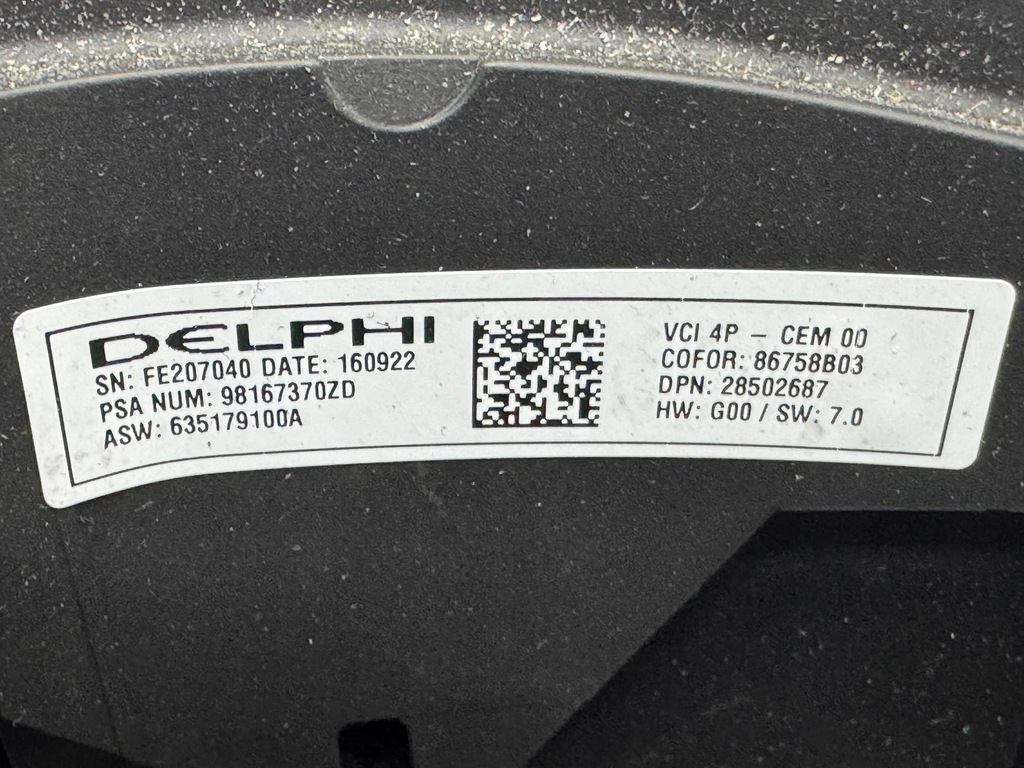 DELPHI
SN: FE207040 DATE: 160922
PSA NUM: 98167370ZD
ASW: 635179100A
VCI 4P - CEM 00
COFOR: 86758B03
DPN: 28502687
HW: G00 / SW: 7.0